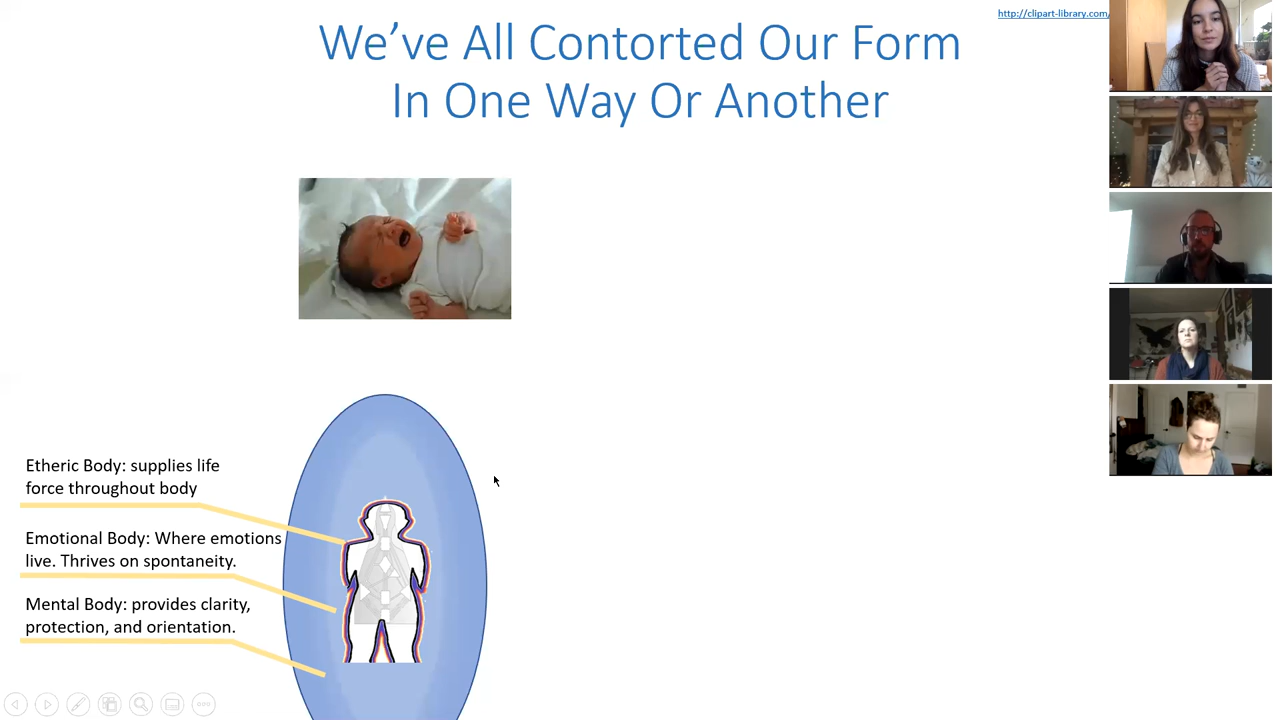 http://clipart-library.com/
We’ve All Contorted Our Form
In One Way Or Another
Etheric Body: supplies life
force throughout body
Emotional Body: Where emotions
live. Thrives on spontaneity.
Mental Body: provides clarity,
protection, and orientation.